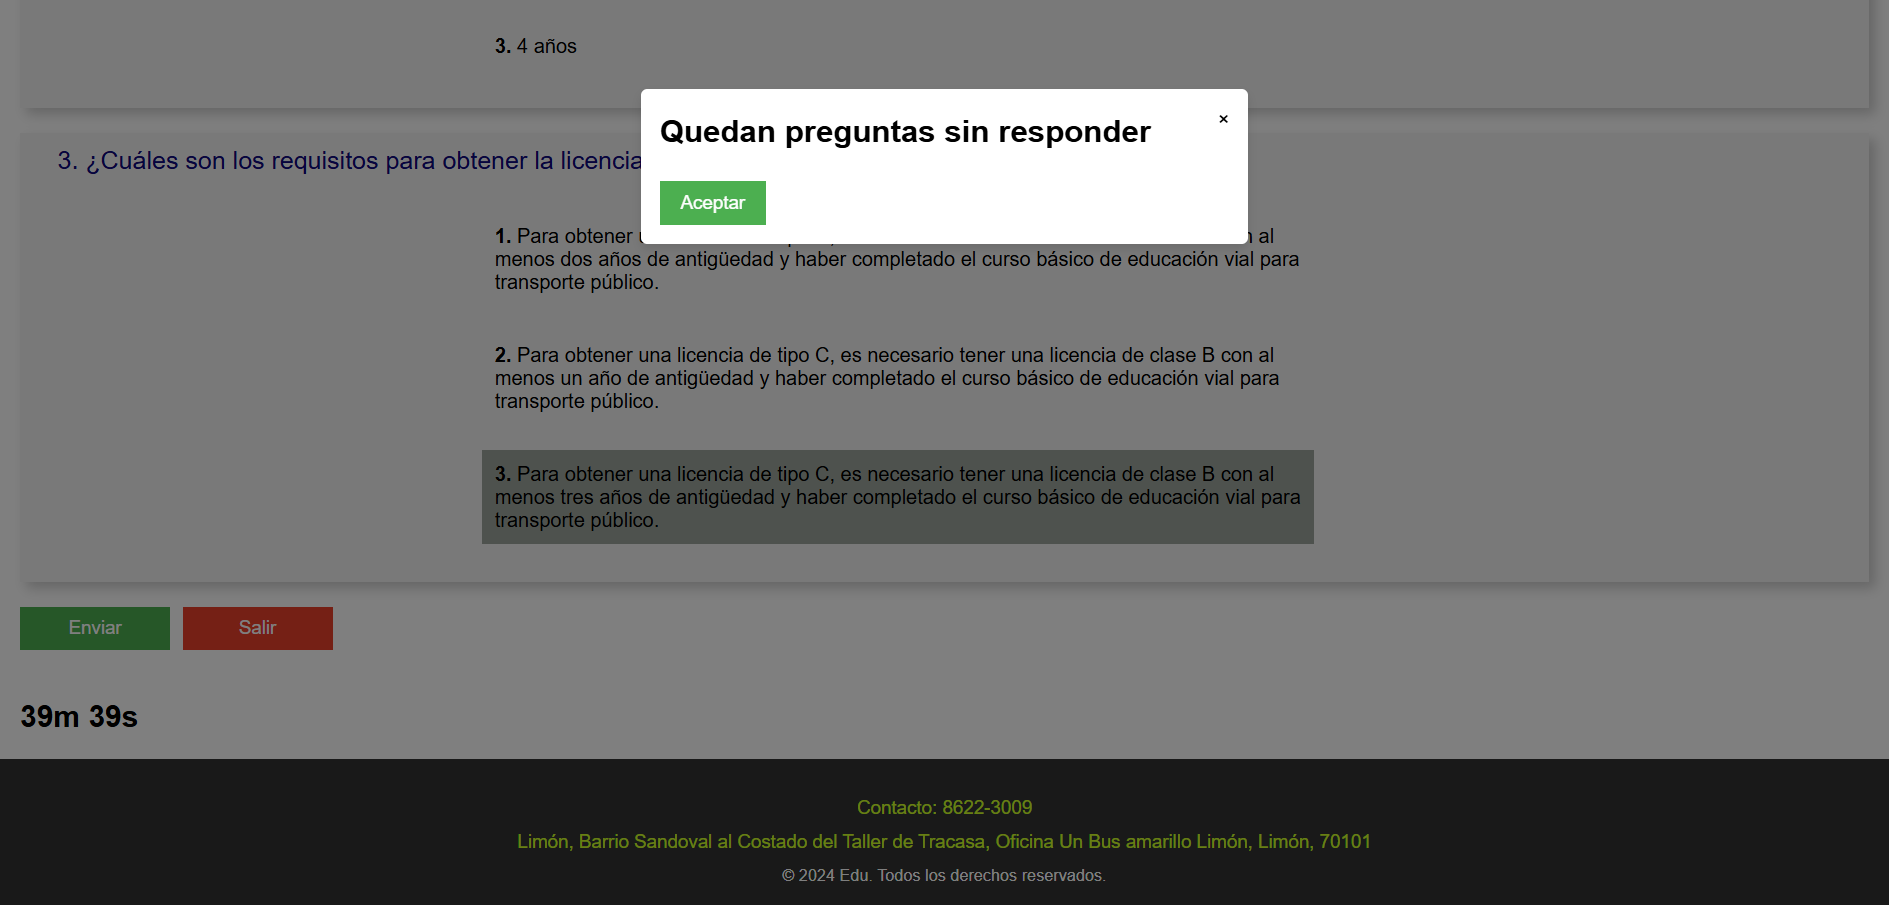 3. 4 años
Quedan preguntas sin responder
×
3. ¿Cuáles son los requisitos para obtener la licencia
Aceptar
1. Para obtener al
menos dos años de antigüedad y haber completado el curso básico de educación vial para
transporte público.
2. Para obtener una licencia de tipo C, es necesario tener una licencia de clase B con al
menos un año de antigüedad y haber completado el curso básico de educación vial para
transporte público.
3. Para obtener una licencia de tipo C, es necesario tener una licencia de clase B con al
menos tres años de antigüedad y haber completado el curso básico de educación vial para
transporte público.
Enviar
Salir
39m 39s
Contacto: 8622-3009
Limón, Barrio Sandoval al Costado del Taller de Tracasa, Oficina Un Bus amarillo Limón, Limón, 70101
© 2024 Edu. Todos los derechos reservados.